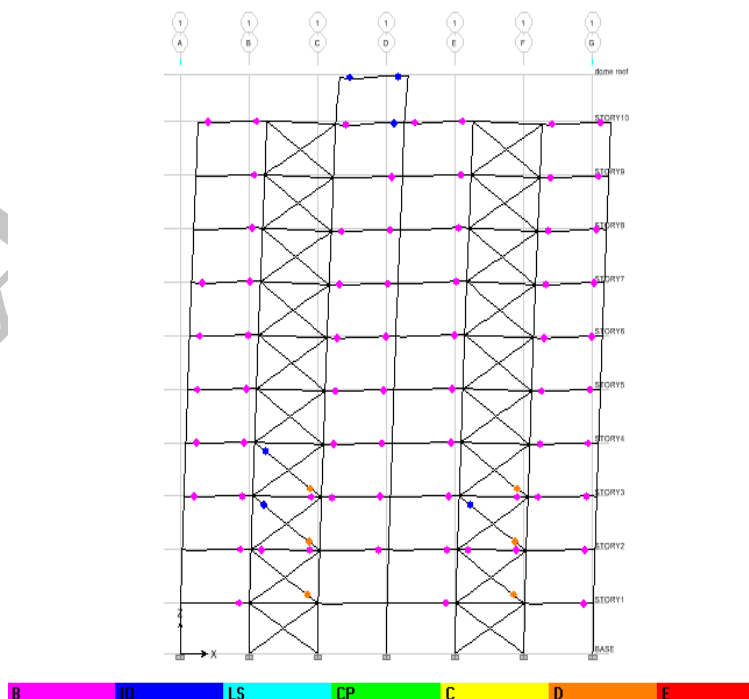 1 1 1 1 1 1 1
A B C D E F G
dome roof
STORY10
STORY9
STORY8
STORY7
STORY6
STORY5
STORY4
STORY3
STORY2
STORY1
Z
X
BASE
B IO LS CP C D E